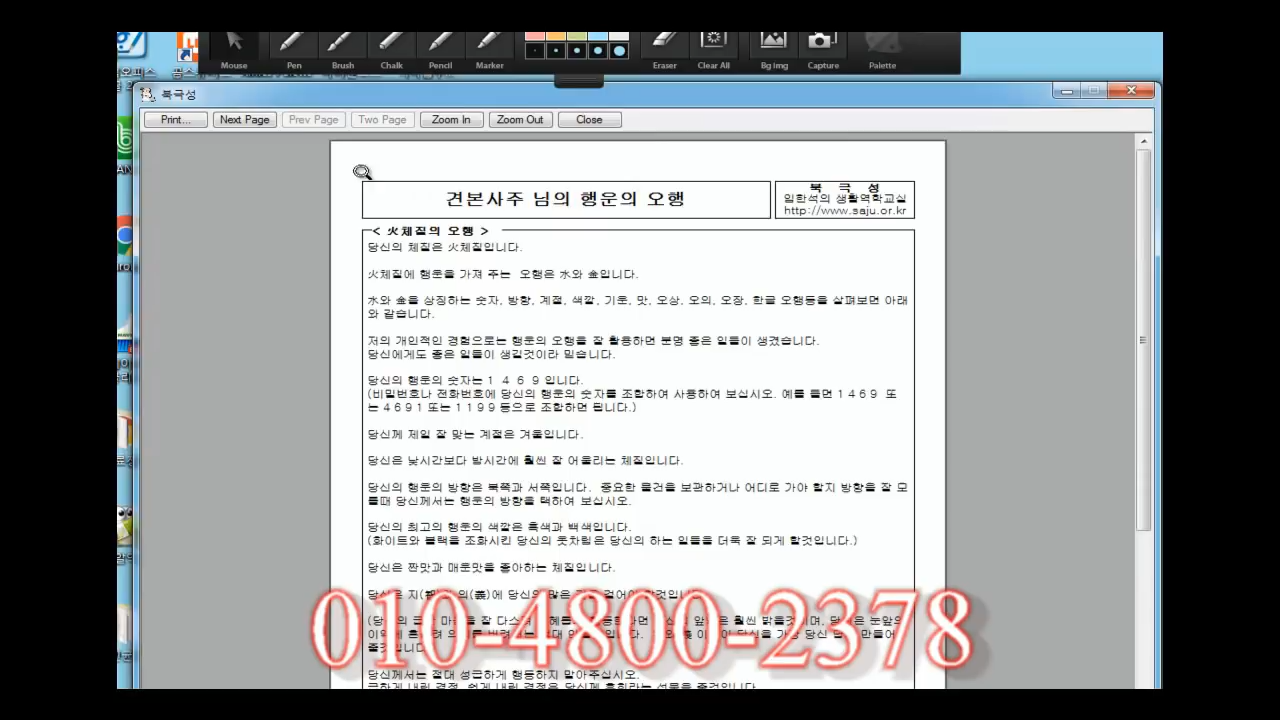 Mouse Pen Brush Chalk Pencil Marker Eraser Clear All Bg Img Capture Palette
북극성
Print... Next Page Prev Page Two Page Zoom In Zoom Out Close
견본사주 님의 행운의 오행
북 극 성
임한석의 생활역학교실
http://www.saju.or.kr
< 火체질의 오행 >
당신의 체질은 火체질입니다.
火체질에 행운을 가져 주는 오행은 水와 金입니다.
水와 金을 상징하는 숫자, 방향, 계절, 색깔, 기운, 맛, 오상, 오의, 오장, 한글 오행등을 살펴보면 아래
와 같습니다.
저의 개인적인 경험으로는 행운의 오행을 잘 활용하면 분명 좋은 일들이 생겼습니다.
당신에게도 좋은 일들이 생길것이라 믿습니다.
당신의 행운의 숫자는 1 4 6 9 입니다.
(비밀번호나 전화번호에 당신의 행운의 숫자를 조합하여 사용하여 보십시오. 예를 들면 1 4 6 9 또
는 4 6 9 1 또는 1 1 9 9 등으로 조합하면 됩니다.)
당신께 제일 잘 맞는 계절은 겨울입니다.
당신은 낮시간보다 밤시간에 훨씬 잘 어울리는 체질입니다.
당신의 행운의 방향은 북쪽과 서쪽입니다. 중요한 물건을 보관하거나 어디로 가야 할지 방향을 잘 모
를때 당신께서는 행운의 방향을 택하여 보십시오.
당신의 최고의 행운의 색깔은 흑색과 백색입니다.
(화이트와 블랙을 조화시킨 당신의 옷차림은 당신의 하는 일들을 더욱 잘 되게 할것입니다.)
당신은 짠맛과 매운맛을 좋아하는 체질입니다.
010-4800-2378
당신께서는 절대 성급하게 행동하지 말아주십시오.